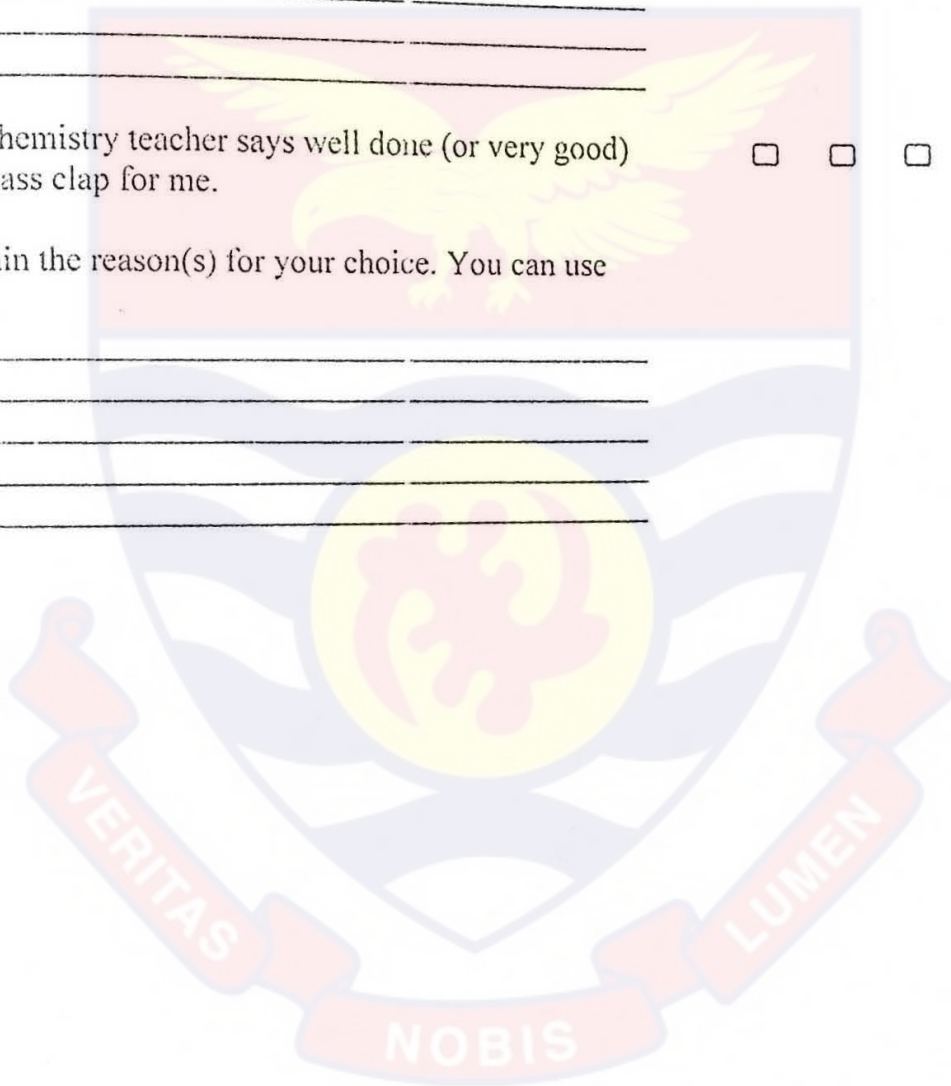 hemistry teacher says well done (or very good)
ass clap for me.
in the reason(s) for your choice. You can use
VERITAS
NOBIS
LUMEN